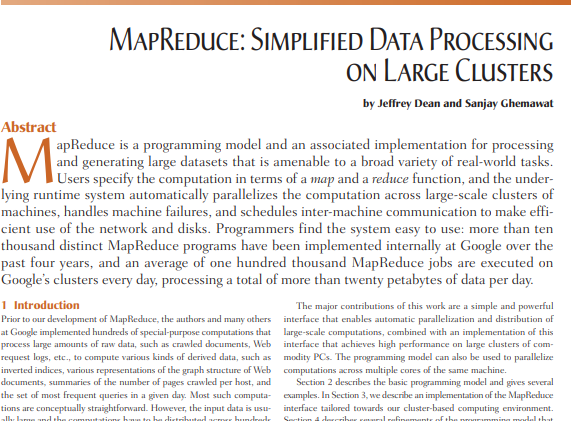 MAPREDUCE: SIMPLIFIED DATA PROCESSING
ON LARGE CLUSTERS
by Jeffrey Dean and Sanjay Ghemawat
Abstract
MapReduce is a programming model and an associated implementation for processing
and generating large datasets that is amenable to a broad variety of real-world tasks.
Users specify the computation in terms of a map and a reduce function, and the under-
lying runtime system automatically parallelizes the computation across large-scale clusters of
machines, handles machine failures, and schedules inter-machine communication to make effi-
cient use of the network and disks. Programmers find the system easy to use: more than ten
thousand distinct MapReduce programs have been implemented internally at Google over the
past four years, and an average of one hundred thousand MapReduce jobs are executed on
Google's clusters every day, processing a total of more than twenty petabytes of data per day.
1 Introduction
Prior to our development of MapReduce, the authors and many others
at Google implemented hundreds of special-purpose computations that
process large amounts of raw data, such as crawled documents, Web
request logs, etc., to compute various kinds of derived data, such as
inverted indices, various representations of the graph structure of Web
documents, summaries of the number of pages crawled per host, and
the set of most frequent queries in a given day. Most such computa-
tions are conceptually straightforward. However, the input data is usu-
ally large and the computations have to be distributed across hundreds
The major contributions of this work are a simple and powerful
interface that enables automatic parallelization and distribution of
large-scale computations, combined with an implementation of this
interface that achieves high performance on large clusters of com-
modity PCs. The programming model can also be used to parallelize
computations across multiple cores of the same machine.
Section 2 describes the basic programming model and gives several
examples. In Section 3, we describe an implementation of the MapReduce
interface tailored towards our cluster-based computing environment.
Section 4 describes several refinements of the programming model that